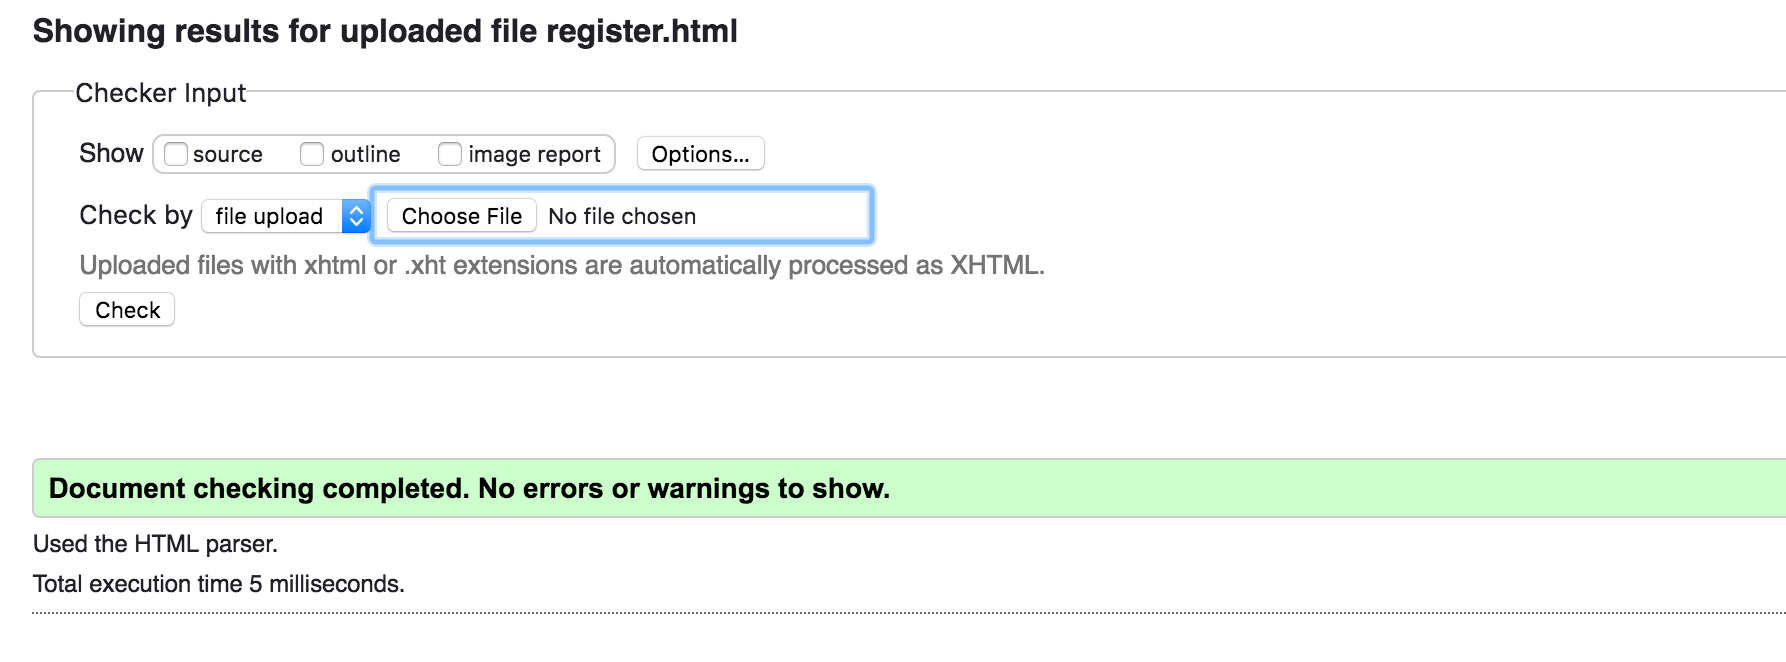 Showing results for uploaded file register.html
Checker Input
Show source outline image report Options...
Check by file upload Choose File No file chosen
Uploaded files with xhtml or .xht extensions are automatically processed as XHTML.
Check
Document checking completed. No errors or warnings to show.
Used the HTML parser.
Total execution time 5 milliseconds.